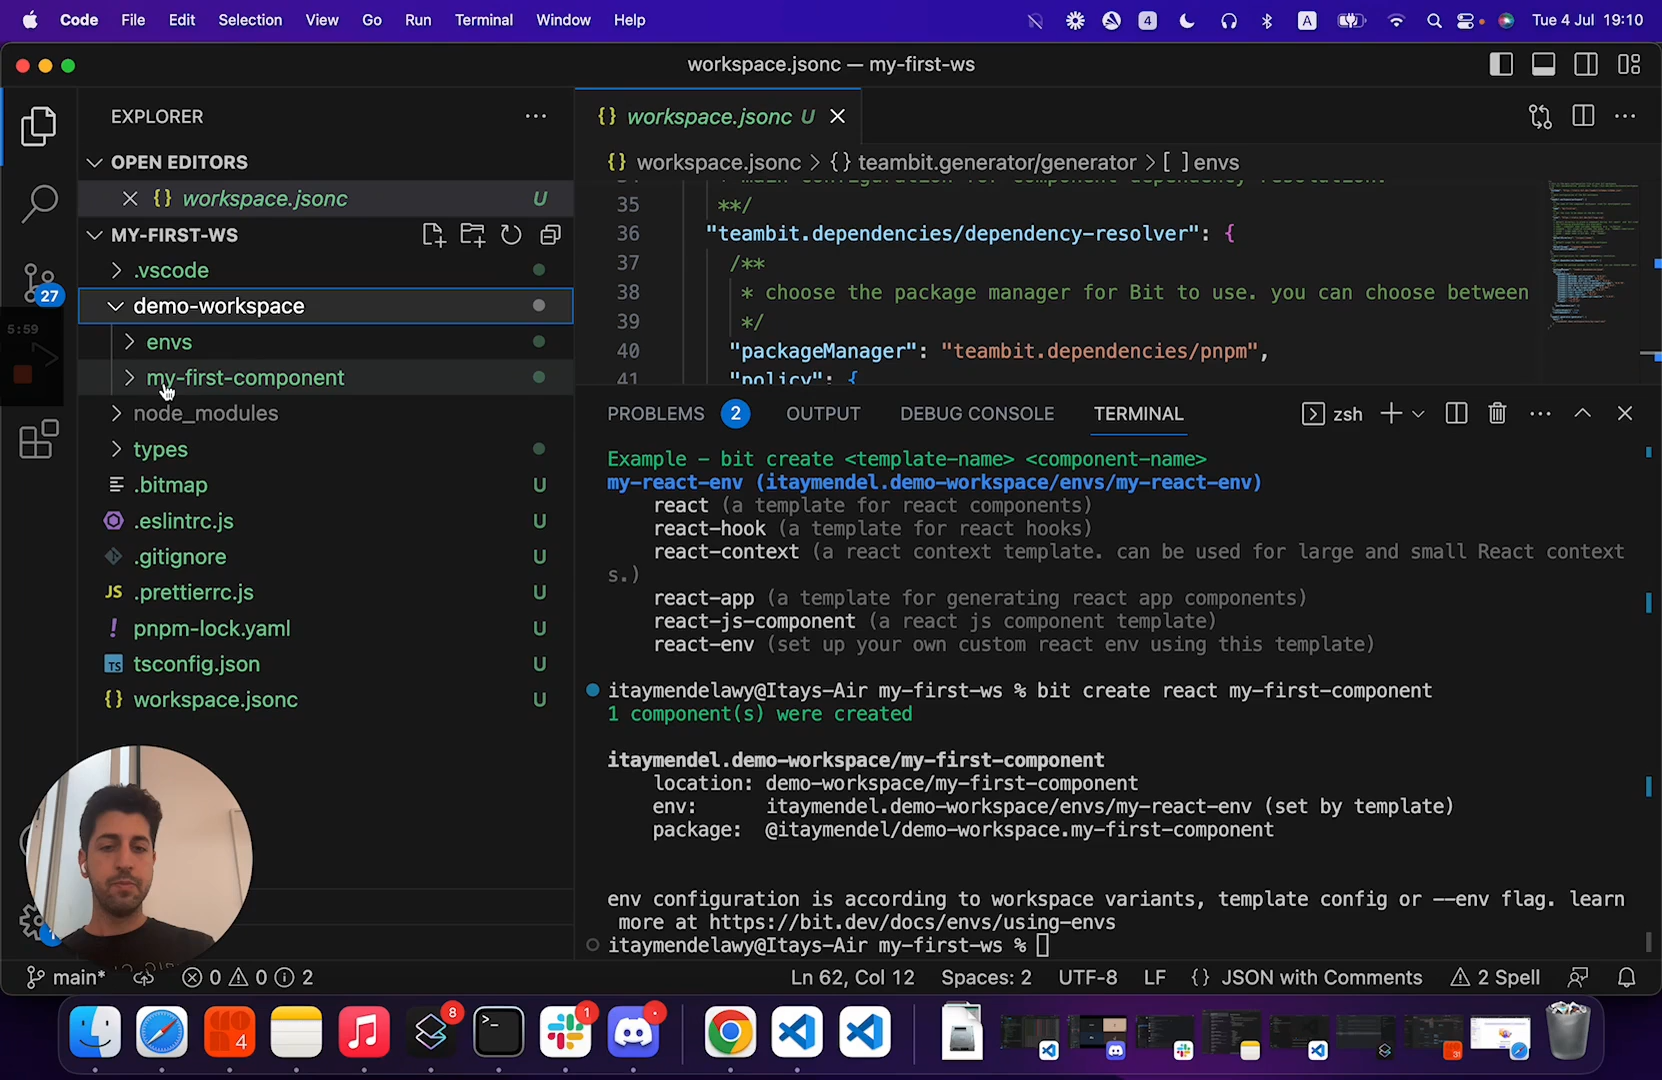 Code File Edit Selection View Go Run Terminal Window Help 4 A Tue 4 Jul 19:10
workspace.jsonc — my-first-ws
EXPLORER
OPEN EDITORS
{} workspace.jsonc U
MY-FIRST-WS
.vscode
demo-workspace
envs
my-first-component
node_modules
types
.bitmap U
.eslintrc.js U
.gitignore U
JS .prettierrc.js U
! pnpm-lock.yaml U
TS tsconfig.json U
{} workspace.jsonc U
27
5:59
{} workspace.jsonc U
{} workspace.jsonc > {} teambit.generator/generator > [ ] envs
35 **/
36 "teambit.dependencies/dependency-resolver": {
37 /**
38 * choose the package manager for Bit to use. you can choose between
39 */
40 "packageManager": "teambit.dependencies/pnpm",
41 "policy": {
PROBLEMS 2 OUTPUT DEBUG CONSOLE TERMINAL zsh
Example – bit create <template-name> <component-name>
my-react-env (itaymendel.demo-workspace/envs/my-react-env)
react (a template for react components)
react-hook (a template for react hooks)
react-context (a react context template. can be used for large and small React context
s.)
react-app (a template for generating react app components)
react-js-component (a react js component template)
react-env (set up your own custom react env using this template)
itaymendelawy@Itays-Air my-first-ws % bit create react my-first-component
1 component(s) were created
itaymendel.demo-workspace/my-first-component
location: demo-workspace/my-first-component
env: itaymendel.demo-workspace/envs/my-react-env (set by template)
package: @itaymendel/demo-workspace.my-first-component
env configuration is according to workspace variants, template config or --env flag. learn
more at https://bit.dev/docs/envs/using-envs
itaymendelawy@Itays-Air my-first-ws %
main* 0 0 2 Ln 62, Col 12 Spaces: 2 UTF-8 LF {} JSON with Comments 2 Spell
4 8 >_ 1